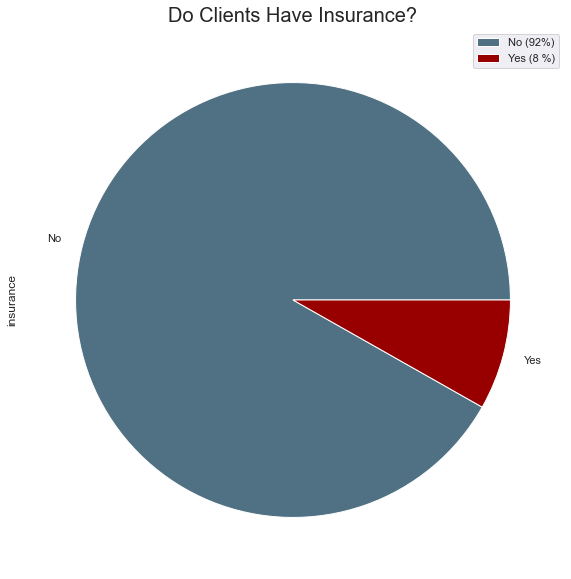 Do Clients Have Insurance?
No (92%)
Yes (8 %)
No
insurance
Yes